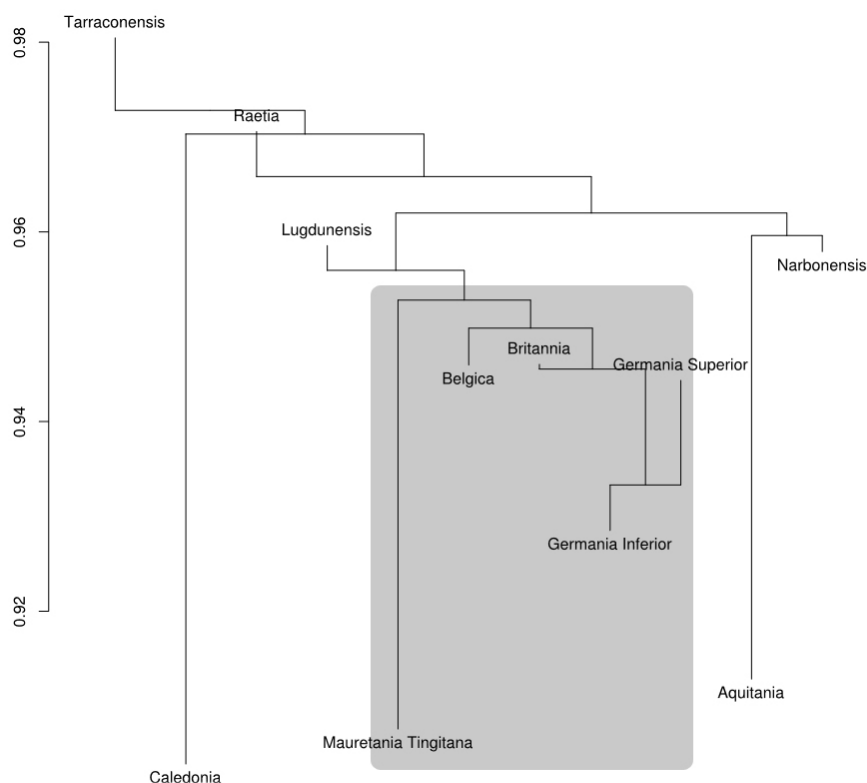 Tarraconensis
0.98
Raetia
Lugdunensis
0.96
Narbonensis
Britannia
Germania Superior
Belgica
0.94
Germania Inferior
0.92
Aquitania
Mauretania Tingitana
Caledonia